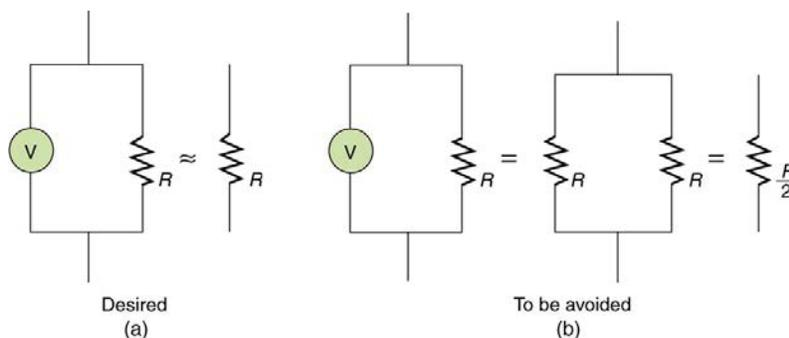 V
R
≈
R
V
R
=
R
R
=
2
Desired
(a)
To be avoided
(b)